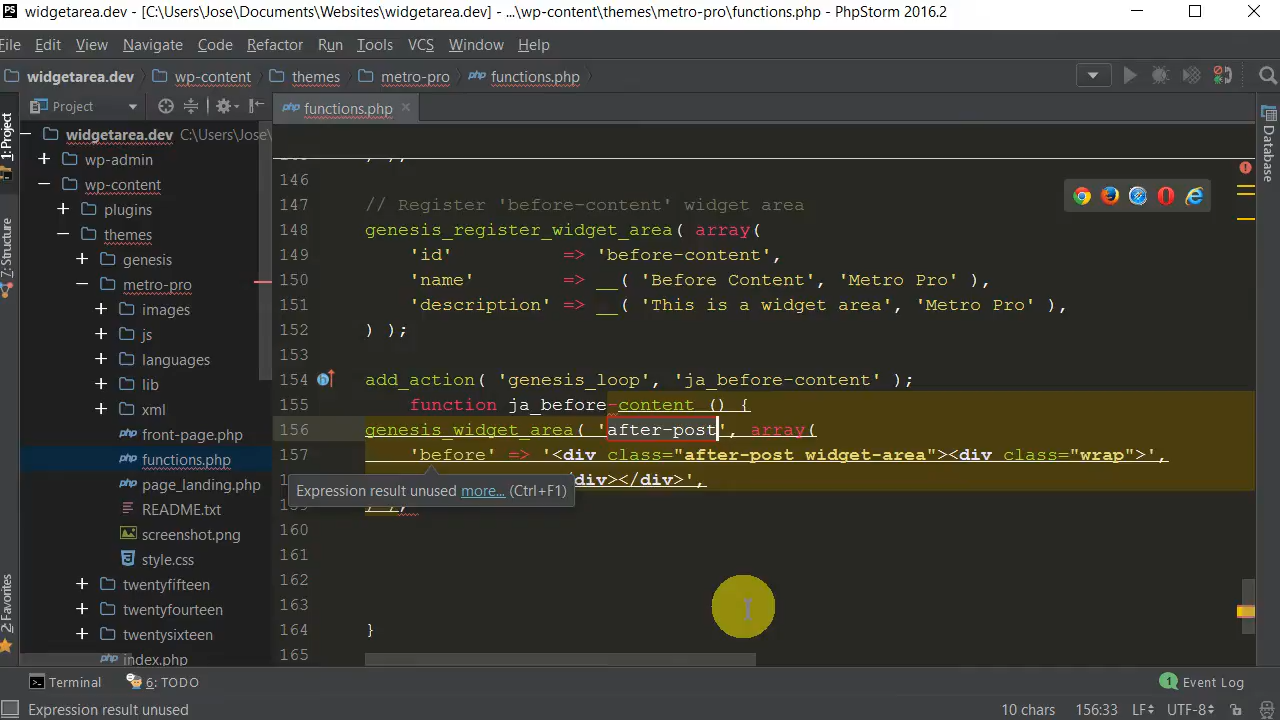 widgetarea.dev - [C:\Users\Jose\Documents\Websites\widgetarea.dev] - ...\wp-content\themes\metro-pro\functions.php - PhpStorm 2016.2
File Edit View Navigate Code Refactor Run Tools VCS Window Help
widgetarea.dev wp-content themes metro-pro functions.php
Project
functions.php
1: Project
7: Structure
2: Favorites
Database
widgetarea.dev C:\Users\Jose\
wp-admin
wp-content
plugins
themes
genesis
metro-pro
images
js
languages
lib
xml
front-page.php
functions.php
page_landing.php
README.txt
screenshot.png
style.css
twentyfifteen
twentyfourteen
twentysixteen
index.php
146
147 // Register 'before-content' widget area
148 genesis_register_widget_area( array(
149 'id' => 'before-content',
150 'name' => __( 'Before Content', 'Metro Pro' ),
151 'description' => __( 'This is a widget area', 'Metro Pro' ),
152 ) );
153
154 add_action( 'genesis_loop', 'ja_before-content' );
155 function ja_before-content () {
156 genesis_widget_area( 'after-post', array(
157 'before' => '<div class="after-post widget-area"><div class="wrap">',
div></div>',
Expression result unused more... (Ctrl+F1)
160
161
162
163
164 }
165
Terminal 6: TODO 1 Event Log
Expression result unused 10 chars 156:33 LF UTF-8